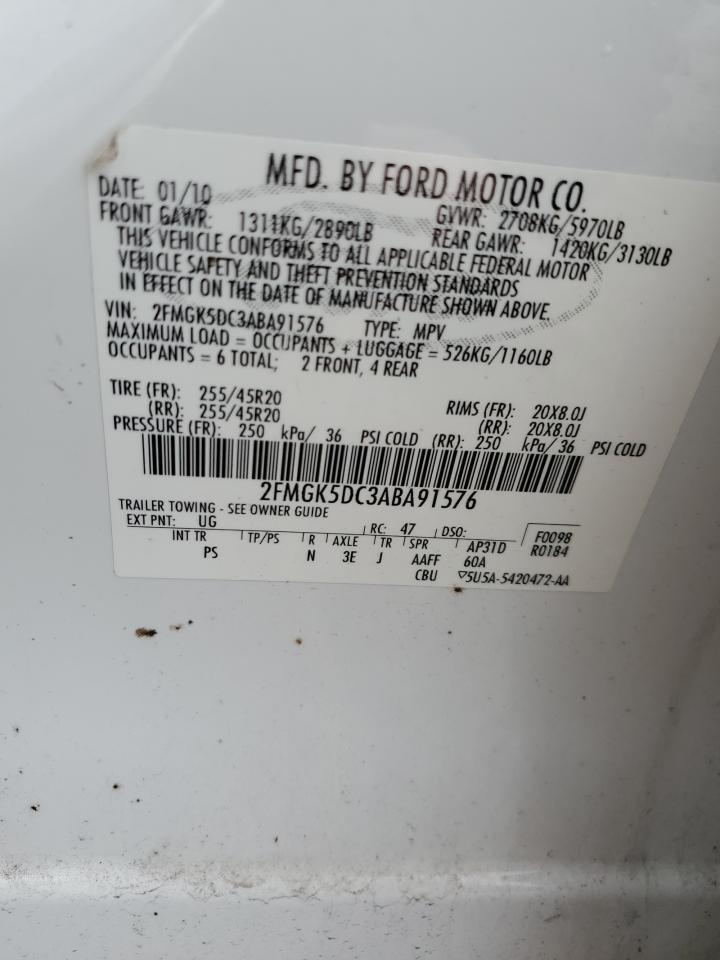 MFD. BY FORD MOTOR CO.
DATE: 01/10 GVWR: 2708KG/5970LB
FRONT GAWR: 1311KG/2890LB REAR GAWR: 1420KG/3130LB
THIS VEHICLE CONFORMS TO ALL APPLICABLE FEDERAL MOTOR
VEHICLE SAFETY AND THEFT PREVENTION STANDARDS
IN EFFECT ON THE DATE OF MANUFACTURE SHOWN ABOVE.
VIN: 2FMGK5DC3ABA91576 TYPE: MPV
MAXIMUM LOAD = OCCUPANTS + LUGGAGE = 526KG/1160LB
OCCUPANTS = 6 TOTAL; 2 FRONT, 4 REAR
TIRE (FR): 255/45R20 RIMS (FR): 20X8.0J
(RR): 255/45R20 (RR): 20X8.0J
PRESSURE (FR): 250 kPa/ 36 PSI COLD (RR): 250 kPa/ 36 PSI COLD
2FMGK5DC3ABA91576
TRAILER TOWING - SEE OWNER GUIDE
EXT PNT: UG RC: 47 DSO: F0098
INT TR TP/PS R AXLE TR SPR AP31D R0184
PS N 3E J AAFF 60A
CBU ▽5U5A-5420472-AA